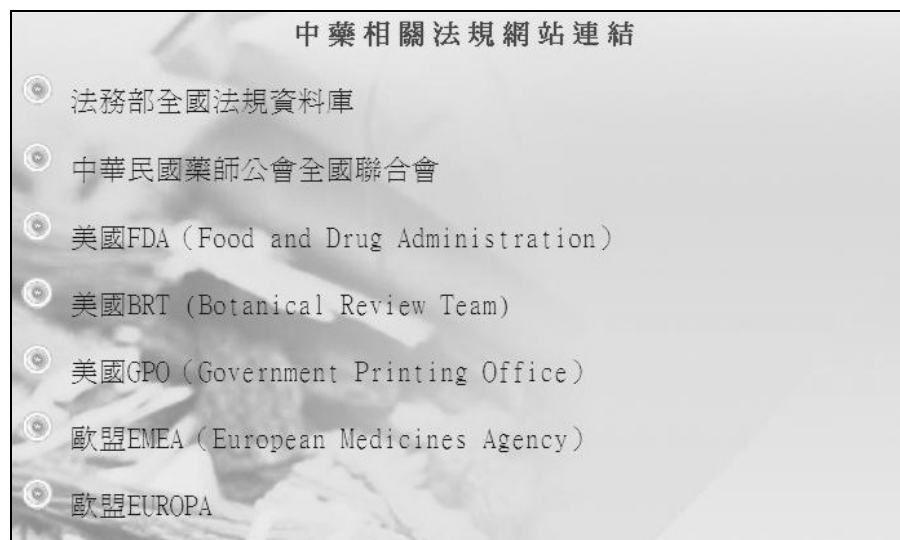 中藥相關法規網站連結
法務部全國法規資料庫
中華民國藥師公會全國聯合會
美國FDA（Food and Drug Administration）
美國BRT (Botanical Review Team)
美國GPO（Government Printing Office）
歐盟EMEA（European Medicines Agency）
歐盟EUROPA